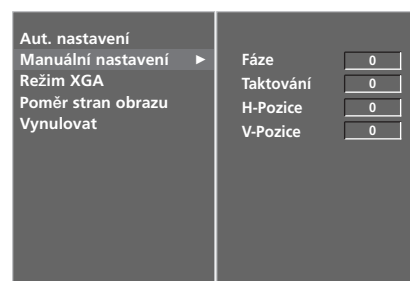 Aut. nastavení
Manuální nastavení ►
Režim XGA
Poměr stran obrazu
Vynulovat
Fáze 0
Taktování 0
H-Pozice 0
V-Pozice 0